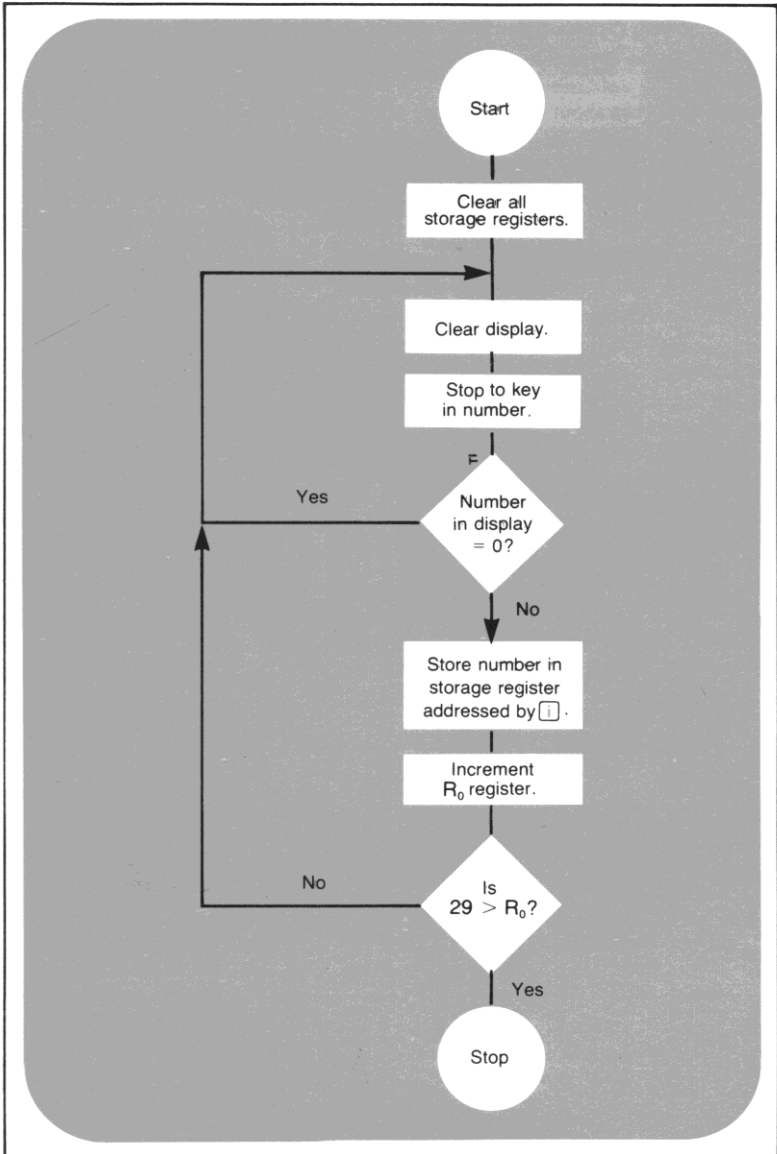 Start
Clear all
storage registers.
Clear display.
Stop to key
in number.
Yes
Number
in display
= 0?
No
Store number in
storage register
addressed by i .
Increment
R₀ register.
No
Is
29 > R₀?
Yes
Stop